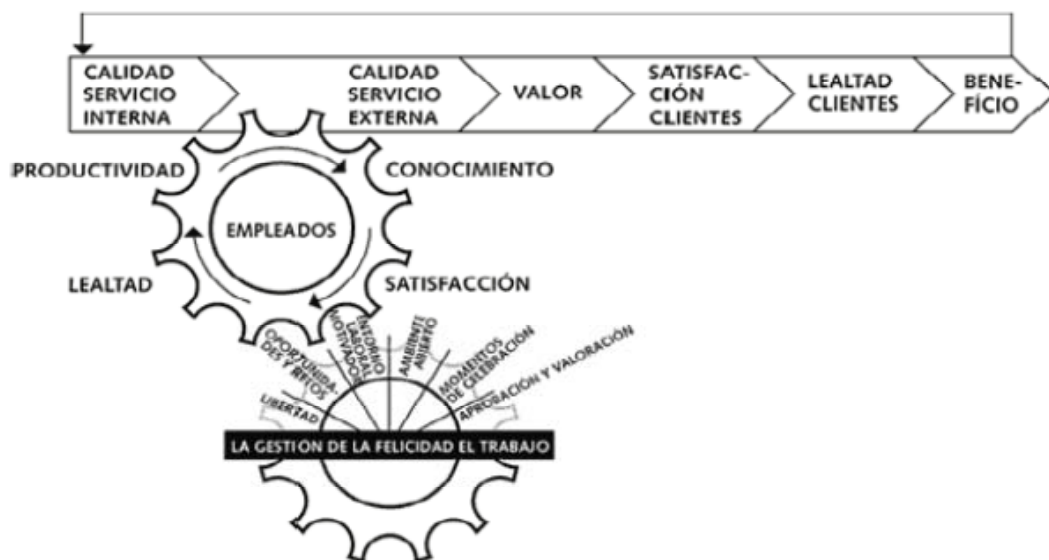 CALIDAD
SERVICIO
INTERNA
CALIDAD
SERVICIO
EXTERNA
VALOR
SATISFAC-
CIÓN
CLIENTES
LEALTAD
CLIENTES
BENE-
FÍCIO
PRODUCTIVIDAD
CONOCIMIENTO
EMPLEADOS
LEALTAD
SATISFACCIÓN
LIBERTAD
OPORTUNIDA-
DES Y RETOS
ENTORNO
LABORAL
MOTIVADOR
AMBIENTE
ABIERTO
MOMENTOS
DE CELEBRACIÓN
APROBACIÓN Y VALORACIÓN
LA GESTIÓN DE LA FELICIDAD EL TRABAJO